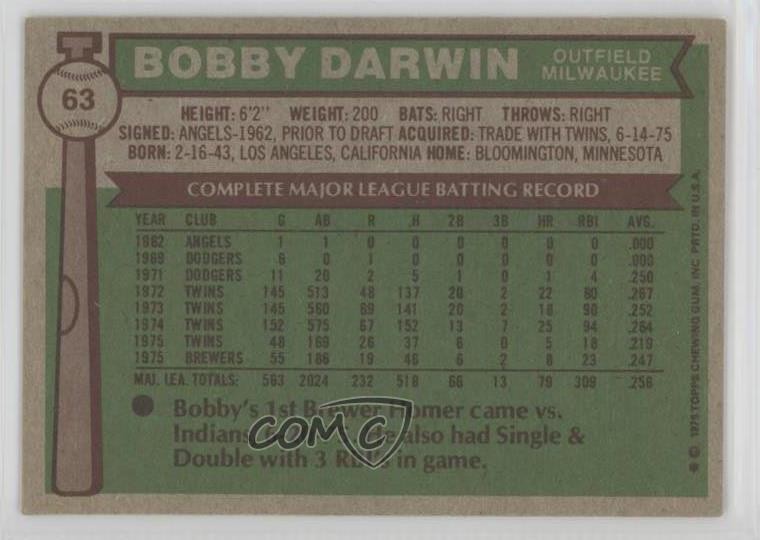 BOBBY DARWIN
OUTFIELD
MILWAUKEE
63
HEIGHT: 6'2" WEIGHT: 200 BATS: RIGHT THROWS: RIGHT
SIGNED: ANGELS-1962, PRIOR TO DRAFT ACQUIRED: TRADE WITH TWINS, 6-14-75
BORN: 2-16-43, LOS ANGELES, CALIFORNIA HOME: BLOOMINGTON, MINNESOTA
COMPLETE MAJOR LEAGUE BATTING RECORD
YEAR CLUB G AB R H 2B 3B HR RBI AVG.
1962 ANGELS 1 1 0 0 0 0 0 0 .000
1969 DODGERS 6 0 1 0 0 0 0 0 .000
1971 DODGERS 11 20 2 5 1 0 1 4 .250
1972 TWINS 145 513 48 137 20 2 22 80 .267
1973 TWINS 145 560 69 141 20 2 18 90 .252
1974 TWINS 152 575 67 152 13 7 25 94 .264
1975 TWINS 48 169 26 37 6 0 5 18 .219
1975 BREWERS 55 186 19 46 6 2 8 23 .247
MAJ. LEA. TOTALS: 563 2024 232 518 66 13 79 309 .256
Bobby's 1st Brewer Homer came vs.
Indians also had Single &
Double with 3 RBI's in game.
COMC
© 1975 TOPPS CHEWING GUM, INC. PRTD. IN U.S.A.